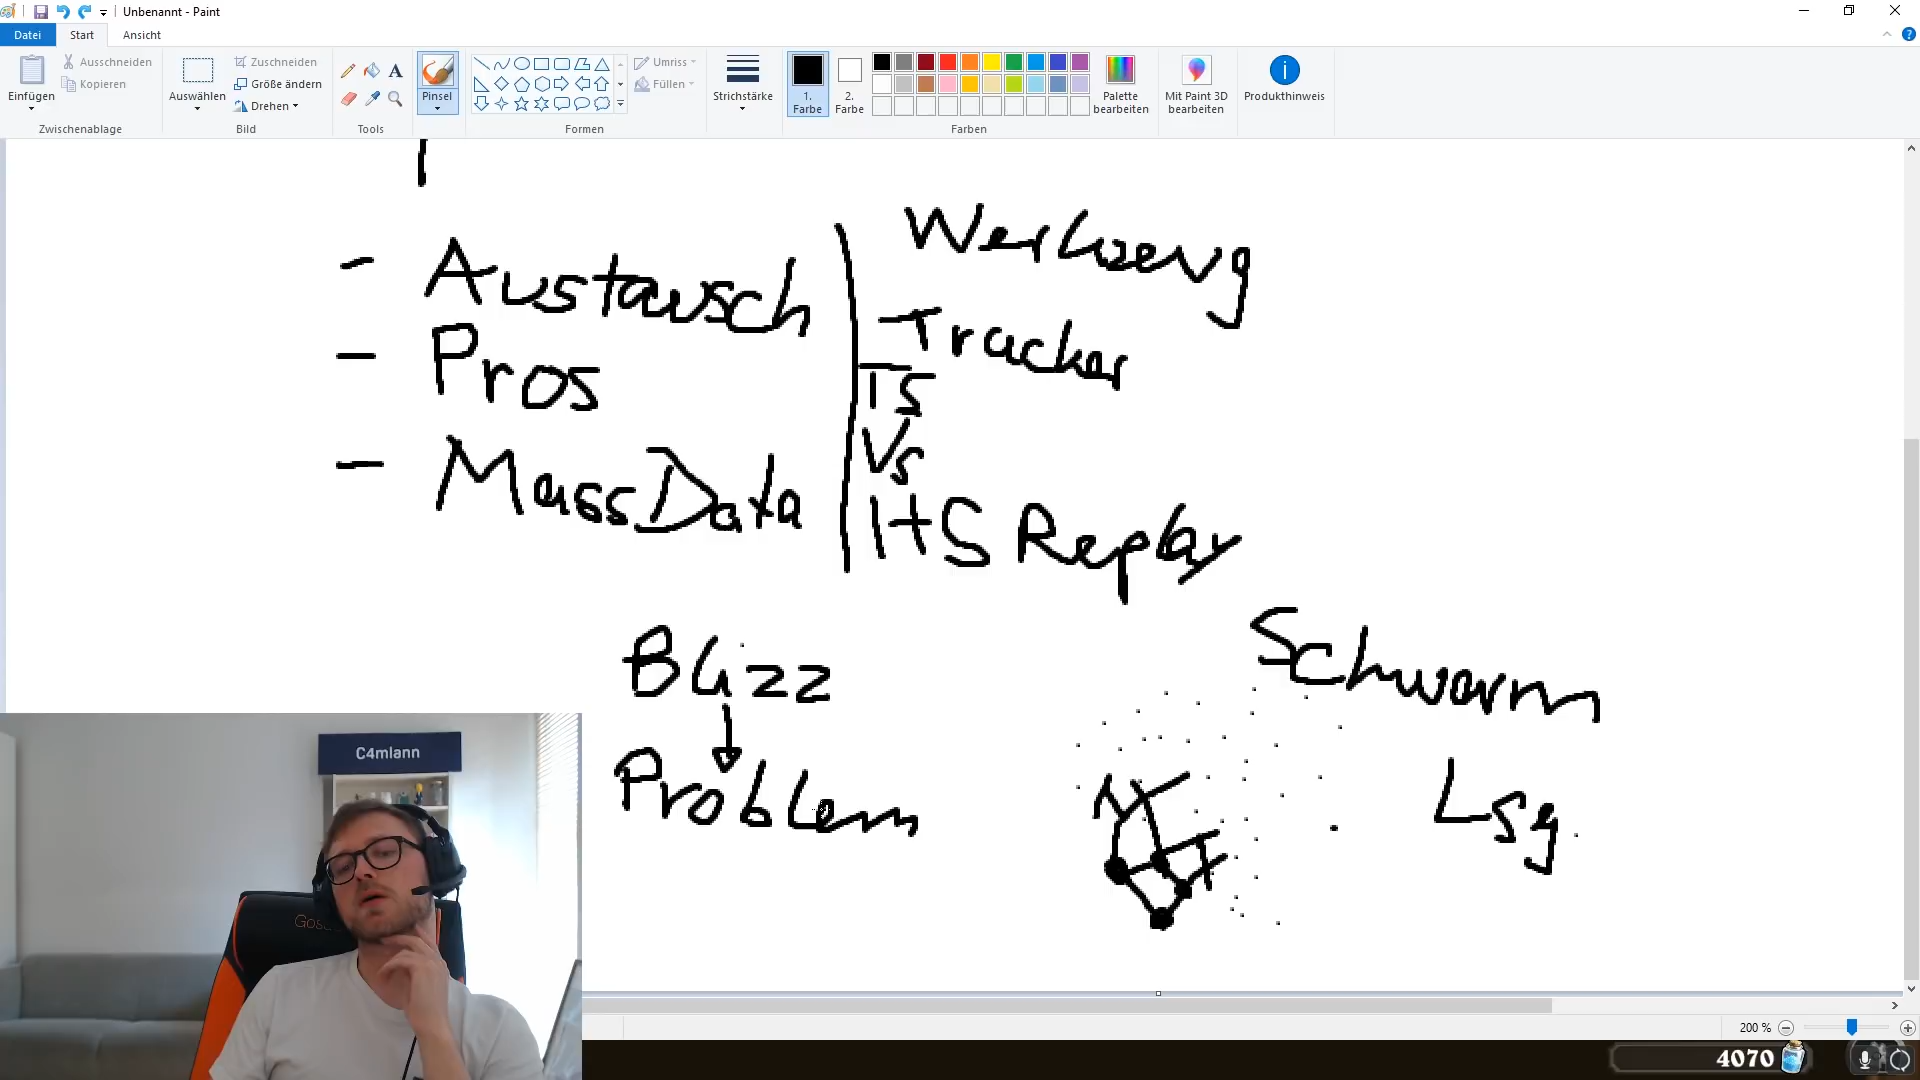 Unbenannt - Paint
Datei Start Ansicht
Einfügen
Ausschneiden
Kopieren
Zwischenablage
Auswählen
Zuschneiden
Größe ändern
Drehen
Bild
Tools
Pinsel
Formen
Umriss
Füllen
Strichstärke
1.
Farbe
2.
Farbe
Farben
Palette
bearbeiten
Mit Paint 3D
bearbeiten
Produkthinweis
- Austausch
- Pros
- MassData
Werkzeug
Tracker
TS
Vs
HS Replay
Blizz
Problem
Schwarm
Lsg.
C4mlann
200 %
4070